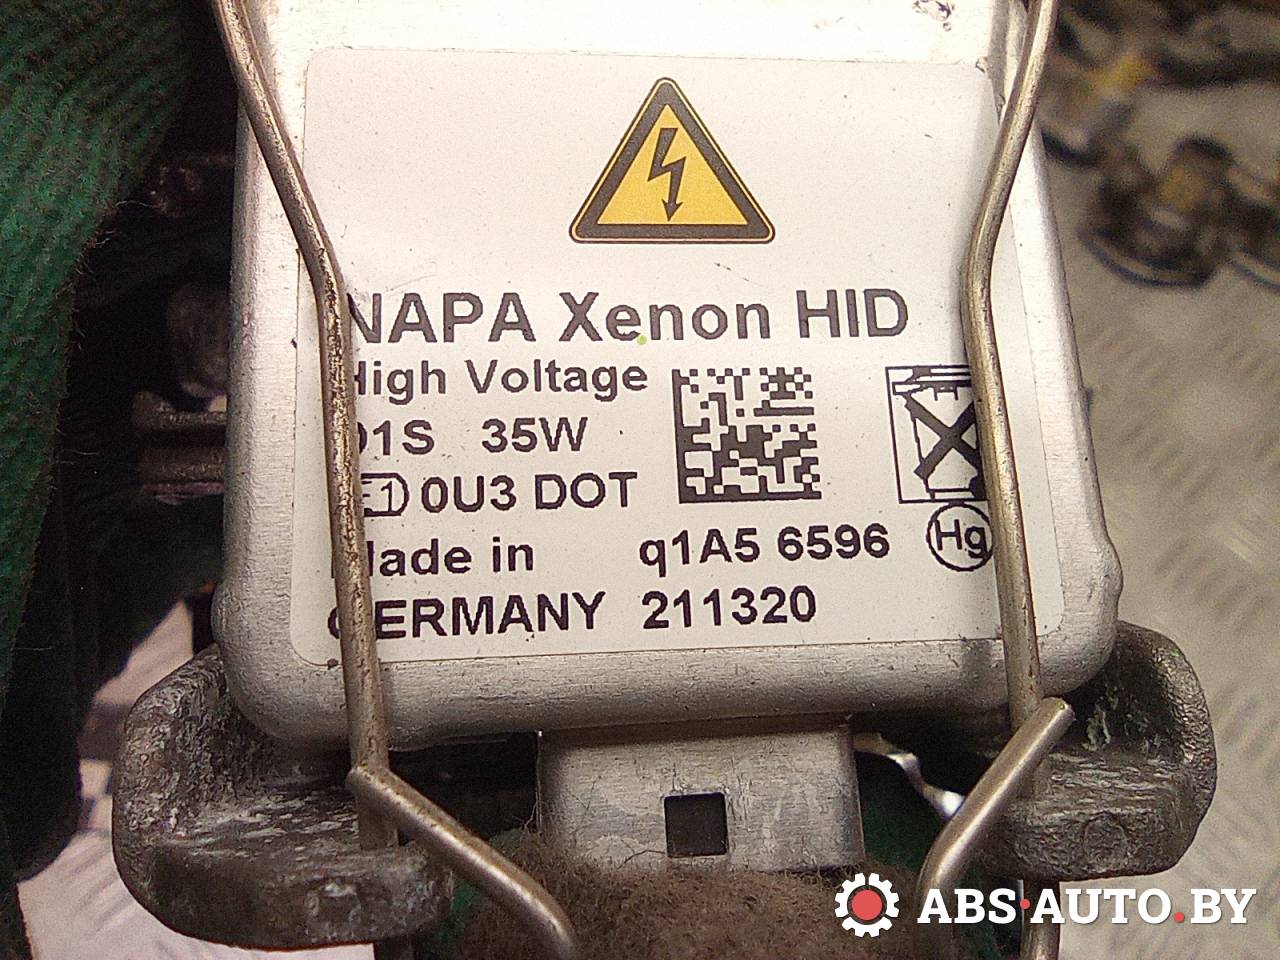 NAPA Xenon HID
High Voltage
D1S 35W
E1 0U3 DOT
Made in q1A5 6596
Hg
GERMANY 211320
ABS·AUTO.BY